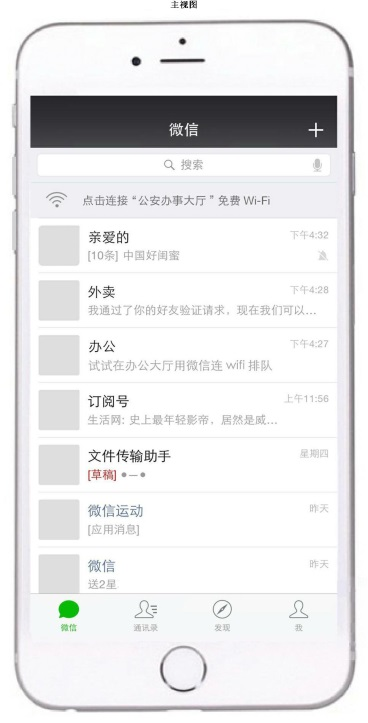 主视图
微信
搜索
点击连接“公安办事大厅”免费 Wi-Fi
亲爱的 下午4:32
[10条] 中国好闺蜜
外卖 下午4:28
我通过了你的好友验证请求，现在我们可以...
办公 下午4:27
试试在办公大厅用微信连 wifi 排队
订阅号 上午11:56
生活网: 史上最年轻影帝，居然是威...
文件传输助手 星期四
[草稿]
微信运动 昨天
[应用消息]
微信 昨天
送2星
微信 通讯录 发现 我